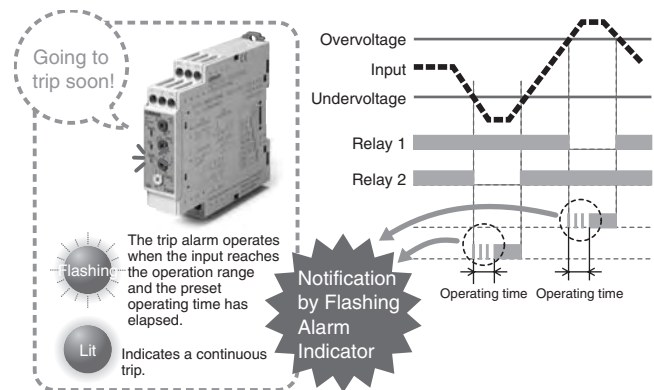 Going to
trip soon!
Flashing
The trip alarm operates
when the input reaches
the operation range
and the preset
operating time has
elapsed.
Lit
Indicates a continuous
trip.
Notification
by Flashing
Alarm
Indicator
Overvoltage
Input
Undervoltage
Relay 1
Relay 2
Operating time
Operating time